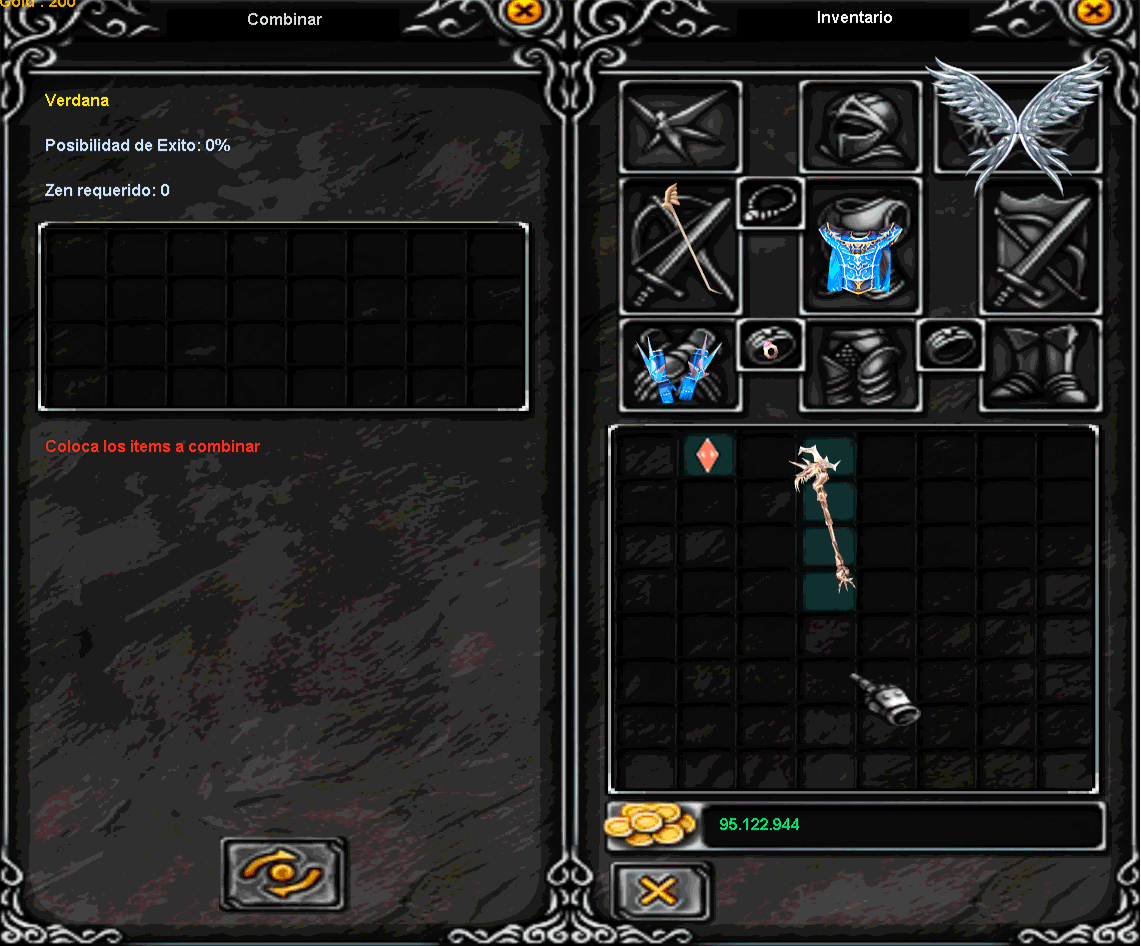 Gold : 200
Combinar
Inventario
Verdana
Posibilidad de Exito: 0%
Zen requerido: 0
Coloca los items a combinar
95.122.944